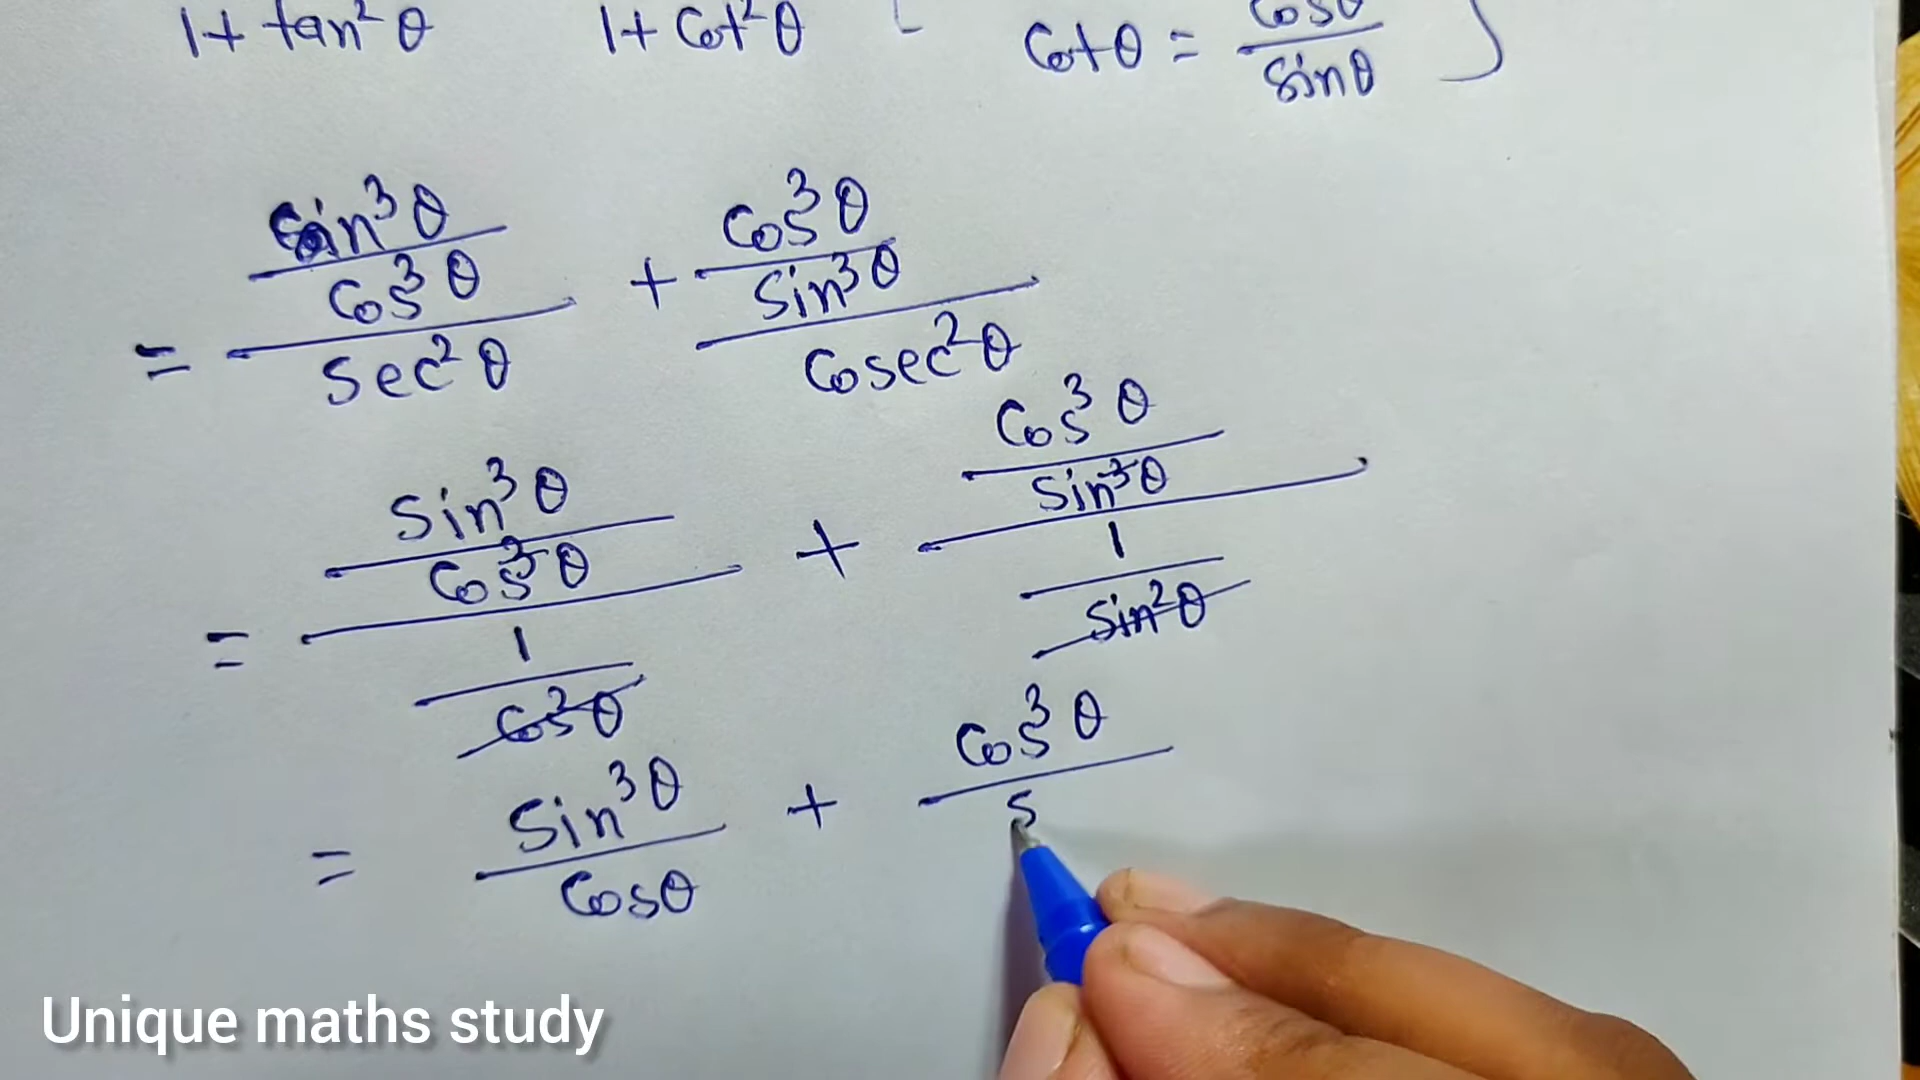 1 + tan²θ 1 + cot²θ [ cotθ = cosθ/sinθ ]
= (sin³θ/cos³θ)/sec²θ + (cos³θ/sin³θ)/cosec²θ
= (sin³θ/cos³θ)/(1/cos²θ) + (cos³θ/sin³θ)/(1/sin²θ)
= sin³θ/cosθ + cos³θ/s
Unique maths study